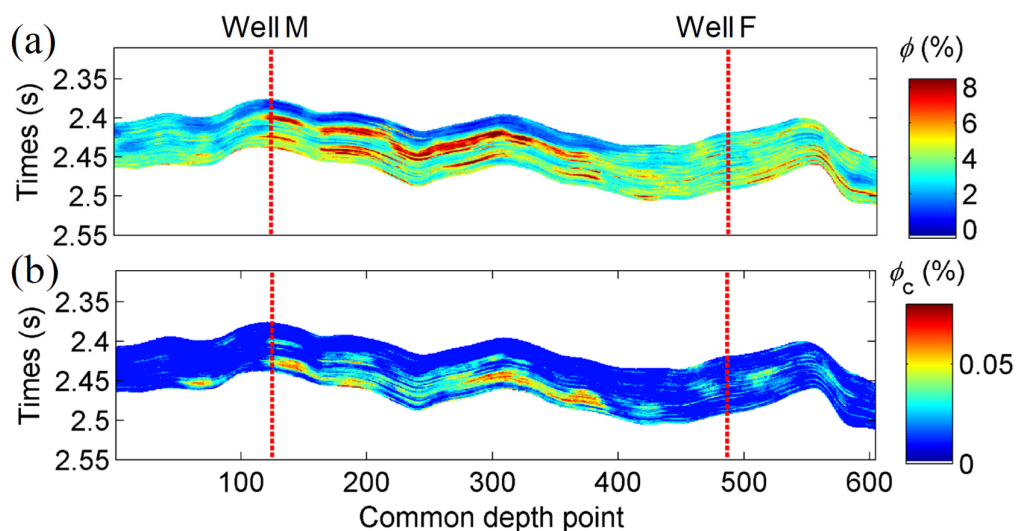 (a)
Well M
Well F
ϕ (%)
Times (s)
2.35
2.4
2.45
2.5
2.55
8
6
4
2
0
(b)
ϕc (%)
Times (s)
2.35
2.4
2.45
2.5
2.55
0.05
0
100
200
300
400
500
600
Common depth point